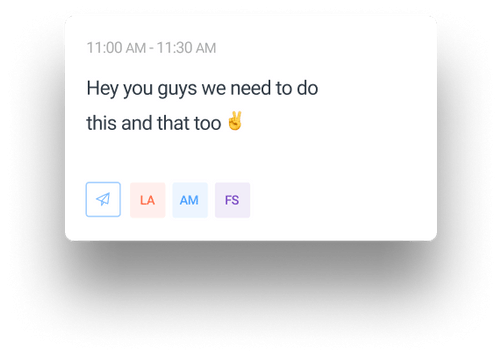 11:00 AM - 11:30 AM
Hey you guys we need to do
this and that too ✌️
LA AM FS